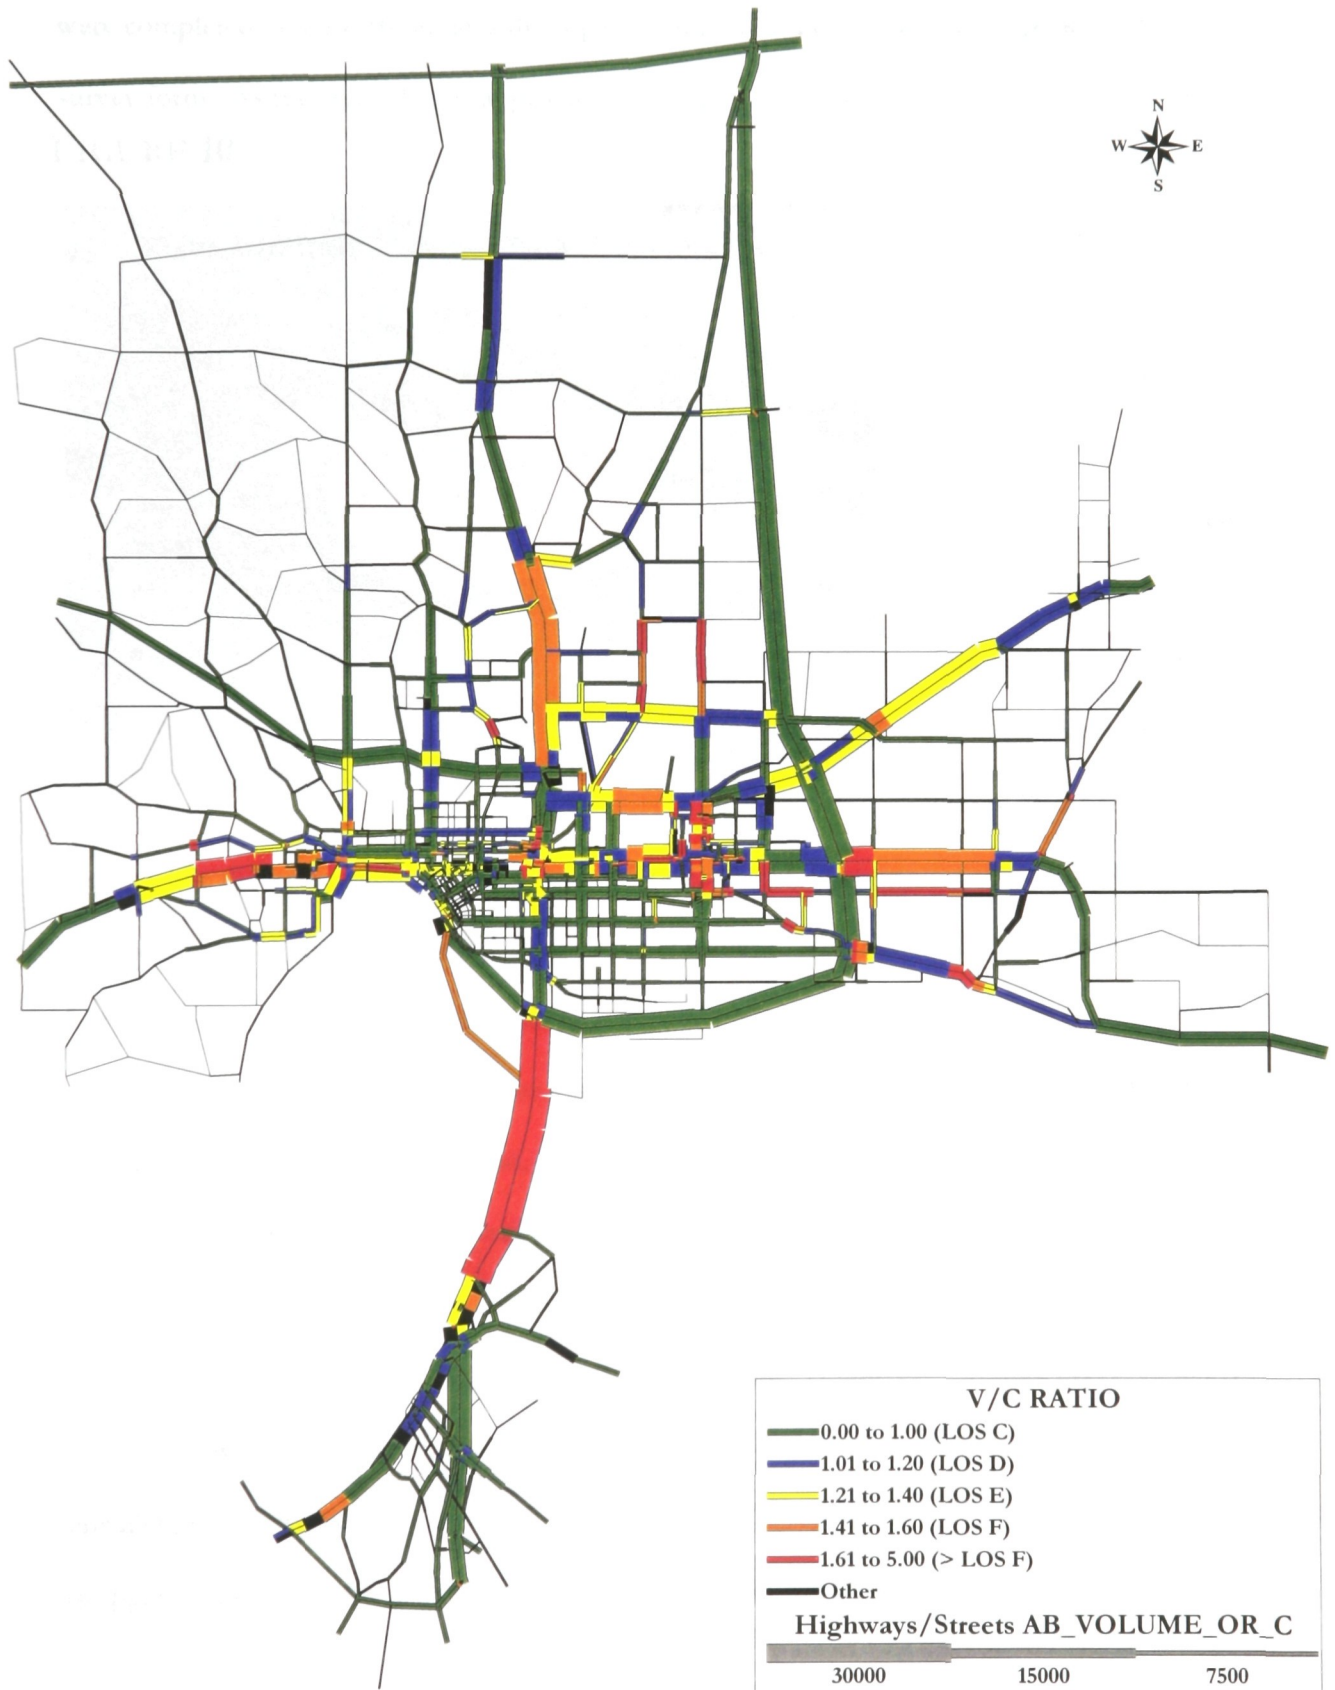 N
W E
S
V/C RATIO
0.00 to 1.00 (LOS C)
1.01 to 1.20 (LOS D)
1.21 to 1.40 (LOS E)
1.41 to 1.60 (LOS F)
1.61 to 5.00 (> LOS F)
Other
Highways/Streets AB_VOLUME_OR_C
30000 15000 7500